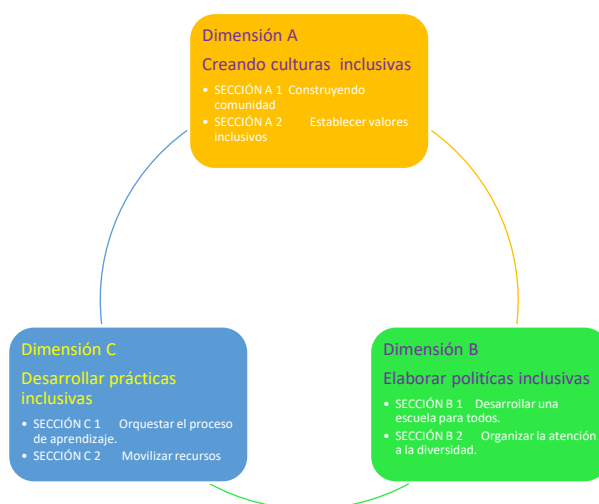 Dimensión A
Creando culturas inclusivas
• SECCIÓN A 1 Construyendo
comunidad
• SECCIÓN A 2 Establecer valores
inclusivos
Dimensión C
Desarrollar prácticas
inclusivas
• SECCIÓN C 1 Orquestar el proceso
de aprendizaje.
• SECCIÓN C 2 Movilizar recursos
Dimensión B
Elaborar politícas inclusivas
• SECCIÓN B 1 Desarrollar una
escuela para todos.
• SECCIÓN B 2 Organizar la atención
a la diversidad.